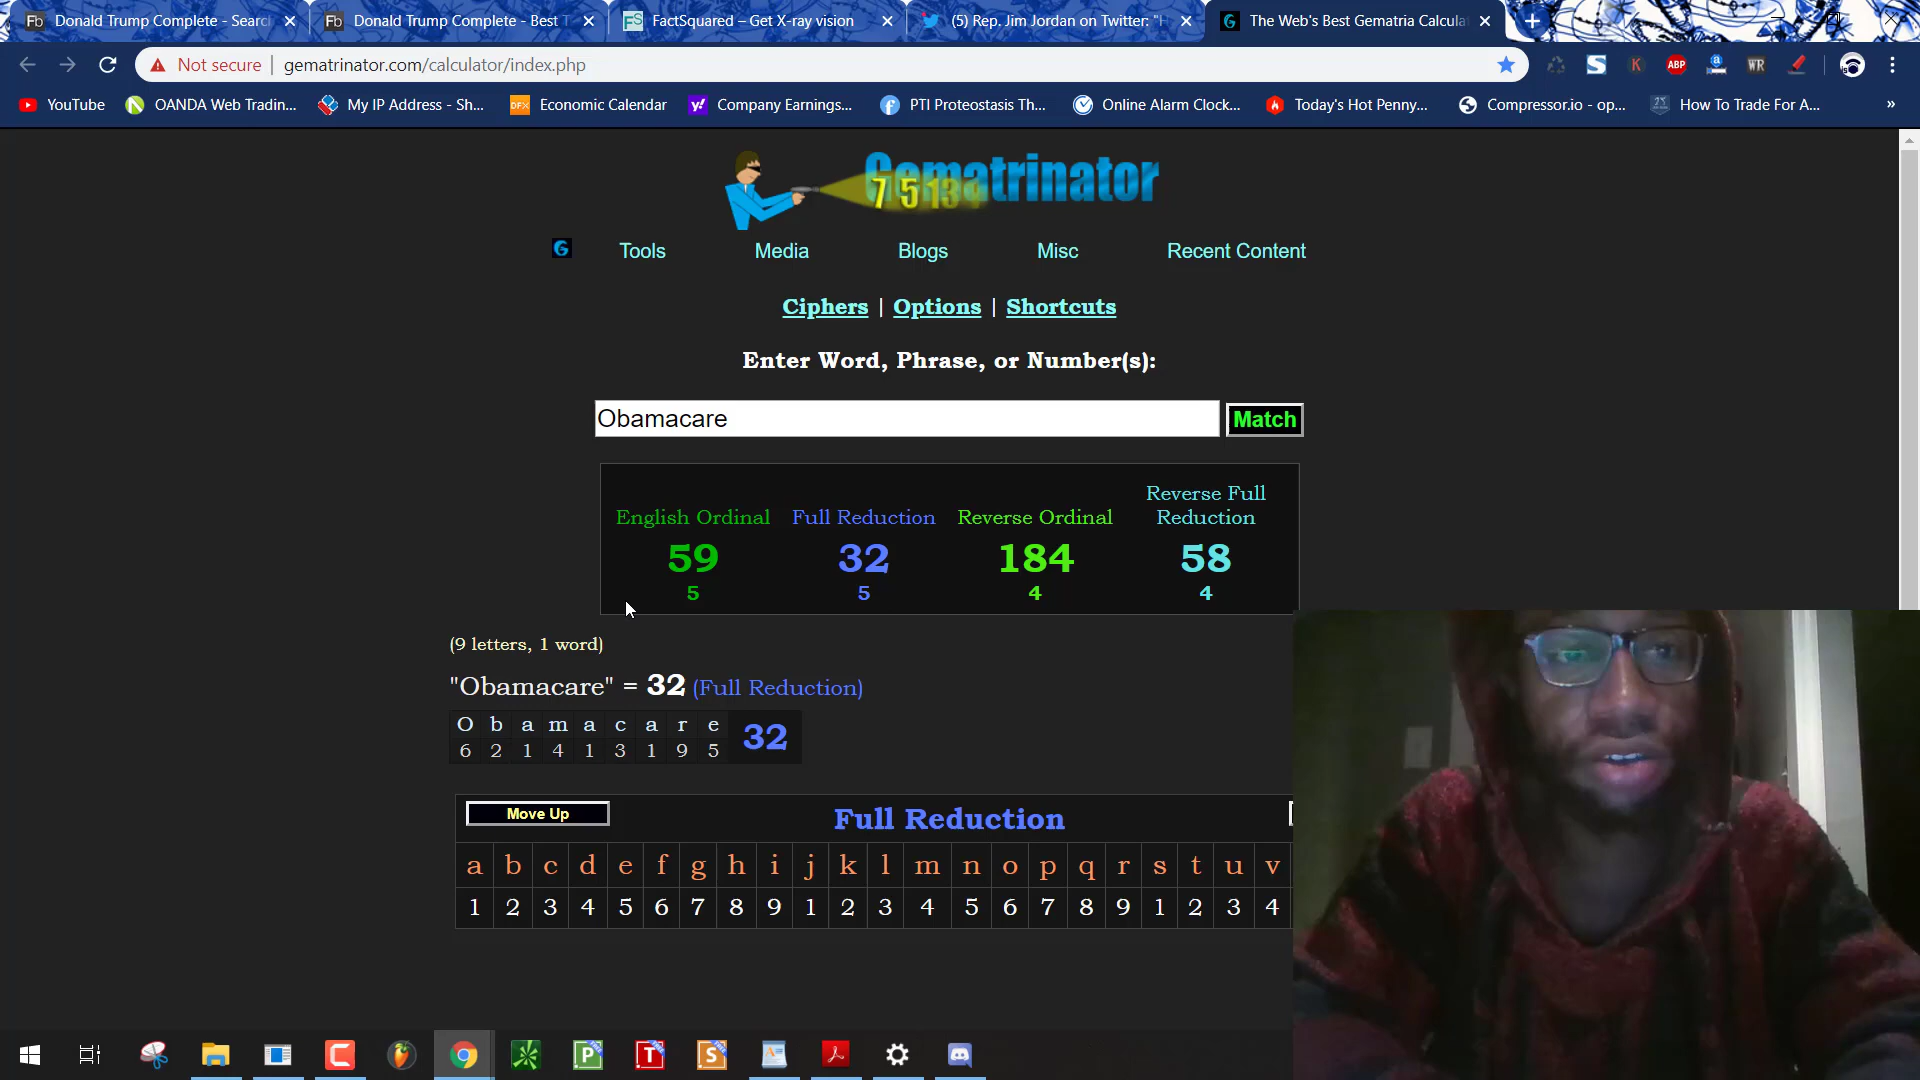 Donald Trump Complete - Searc
Donald Trump Complete - Best T
FactSquared – Get X-ray vision
(5) Rep. Jim Jordan on Twitter: "H
The Web's Best Gematria Calcula
Not secure | gematrinator.com/calculator/index.php
YouTube
OANDA Web Tradin...
My IP Address - Sh...
Economic Calendar
Company Earnings...
PTI Proteostasis Th...
Online Alarm Clock...
Today's Hot Penny...
Compressor.io - op...
How To Trade For A...
»
Gematrinator
7 5 13
Tools
Media
Blogs
Misc
Recent Content
Ciphers | Options | Shortcuts
Enter Word, Phrase, or Number(s):
Obamacare
Match
English Ordinal
Full Reduction
Reverse Ordinal
Reverse Full Reduction
59 32 184 58
5 5 4 4
(9 letters, 1 word)
"Obamacare" = 32 (Full Reduction)
O b a m a c a r e
6 2 1 4 1 3 1 9 5
32
Move Up
Full Reduction
a b c d e f g h i j k l m n o p q r s t u v
1 2 3 4 5 6 7 8 9 1 2 3 4 5 6 7 8 9 1 2 3 4